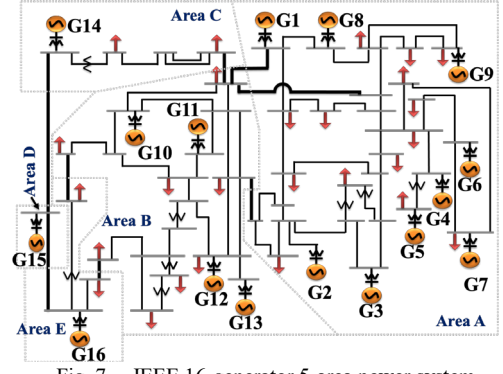 G14
Area C
G1
G8
G9
G11
G10
G6
G4
Area D
Area B
G5
G15
G7
G12
G2
G3
G13
Area E
Area A
G16
Fig. 7. IEEE 16-generator 5-area power system